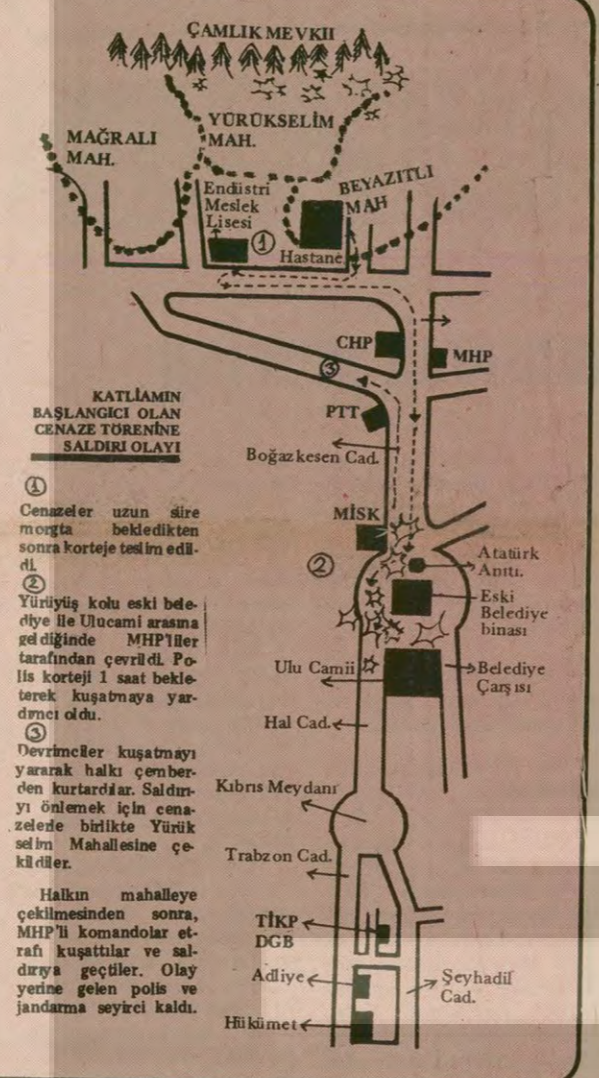 ÇAMLIK MEVKII
YÜRÜKSELİM
MAH.
MAĞRALI
MAH.
BEYAZITLI
MAH
Endüstri
Meslek
Lisesi
1
Hastane
CHP
MHP
3
PTT
KATLİAMIN
BAŞLANGICI OLAN
CENAZE TÖRENİNE
SALDIRI OLAYI
Boğazkesen Cad.
1
Cenazeler uzun süre
morgta bekledikten
sonra korteje teslim edil-
di.
2
Yürüyüş kolu eski bele-
diye ile Ulucami arasına
geldiğinde MHP'liler
tarafından çevrildi. Po-
lis korteji 1 saat bekle-
terek kuşatmaya yar-
dımcı oldu.
3
Devrimciler kuşatmayı
yararak halkı çember-
den kurtardılar. Saldırı-
yı önlemek için cena-
zelerle birlikte Yürük
selim Mahallesine çe-
kildiler.
Halkın mahalleye
çekilmesinden sonra,
MHP'li komandolar et-
rafı kuşattılar ve sal-
dırıya geçtiler. Olay
yerine gelen polis ve
jandarma seyirci kaldı.
MİSK
2
Atatürk
Anıtı.
Eski
Belediye
binası
Ulu Camii
Belediye
Çarşısı
Hal Cad.
Kıbrıs Meydanı
Trabzon Cad.
TİKP
DGB
Adliye
Şeyhadil
Cad.
Hükümet